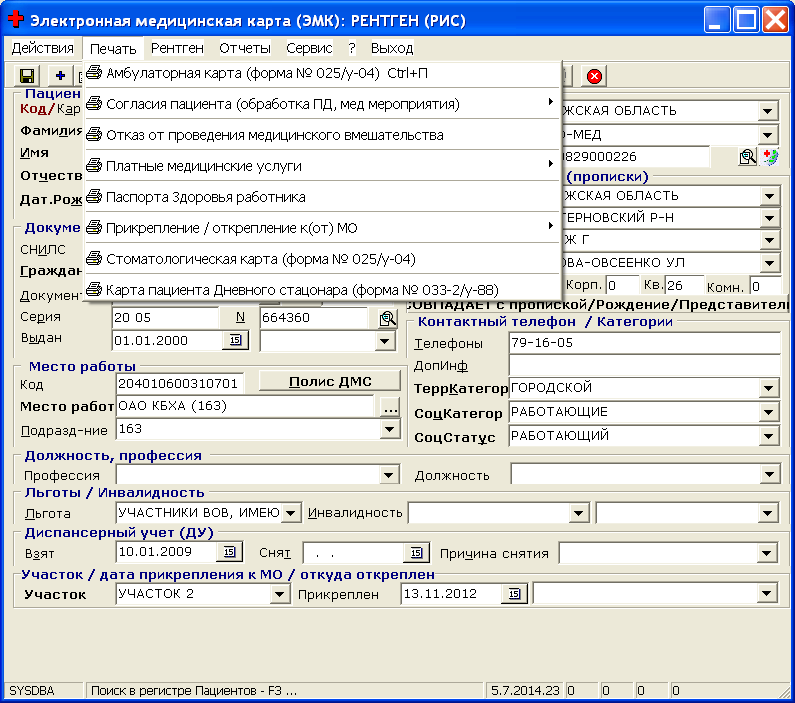 Электронная медицинская карта (ЭМК): РЕНТГЕН (РИС)
Действия Печать Рентген Отчеты Сервис ? Выход
Амбулаторная карта (форма № 025/у-04) Ctrl+П
Согласия пациента (обработка ПД, мед мероприятия)
Отказ от проведения медицинского вмешательства
Платные медицинские услуги
Паспорта Здоровья работника
Прикрепление / открепление к(от) МО
Стоматологическая карта (форма № 025/у-04)
Карта пациента Дневного стацонара (форма № 033-2/у-88)
Пациен
Код/Кар ЖСКАЯ ОБЛАСТЬ
Фамилия О-МЕД
Имя 0829000226
Отчеств (прописки)
Дат.Рож ЖСКАЯ ОБЛАСТЬ
Докуме ТЕРНОВСКИЙ Р-Н
СНИЛС Ж Г
Граждан ОВА-ОВСЕЕНКО УЛ
Документ Корп. 0 Кв. 26 Комн. 0
СОВПАДАЕТ с пропиской/Рождение/Представитель
Серия 20 05 N 664360 Контактный телефон / Категории
Выдан 01.01.2000 15 Телефоны 79-16-05
Место работы ДопИнф
Код 204010600310701 Полис ДМС ТеррКатегор ГОРОДСКОЙ
Место работ ОАО КБХА (163) ... СоцКатегор РАБОТАЮЩИЕ
Подразд-ние 163 СоцСтатус РАБОТАЮЩИЙ
Должность, профессия
Профессия Должность
Льготы / Инвалидность
Льгота УЧАСТНИКИ ВОВ, ИМЕЮ Инвалидность
Диспансерный учет (ДУ)
Взят 10.01.2009 15 Снят . . 15 Причина снятия
Участок / дата прикрепления к МО / откуда откреплен
Участок УЧАСТОК 2 Прикреплен 13.11.2012 15
SYSDBA Поиск в регистре Пациентов - F3 ... 5.7.2014.23 0 0 0 0